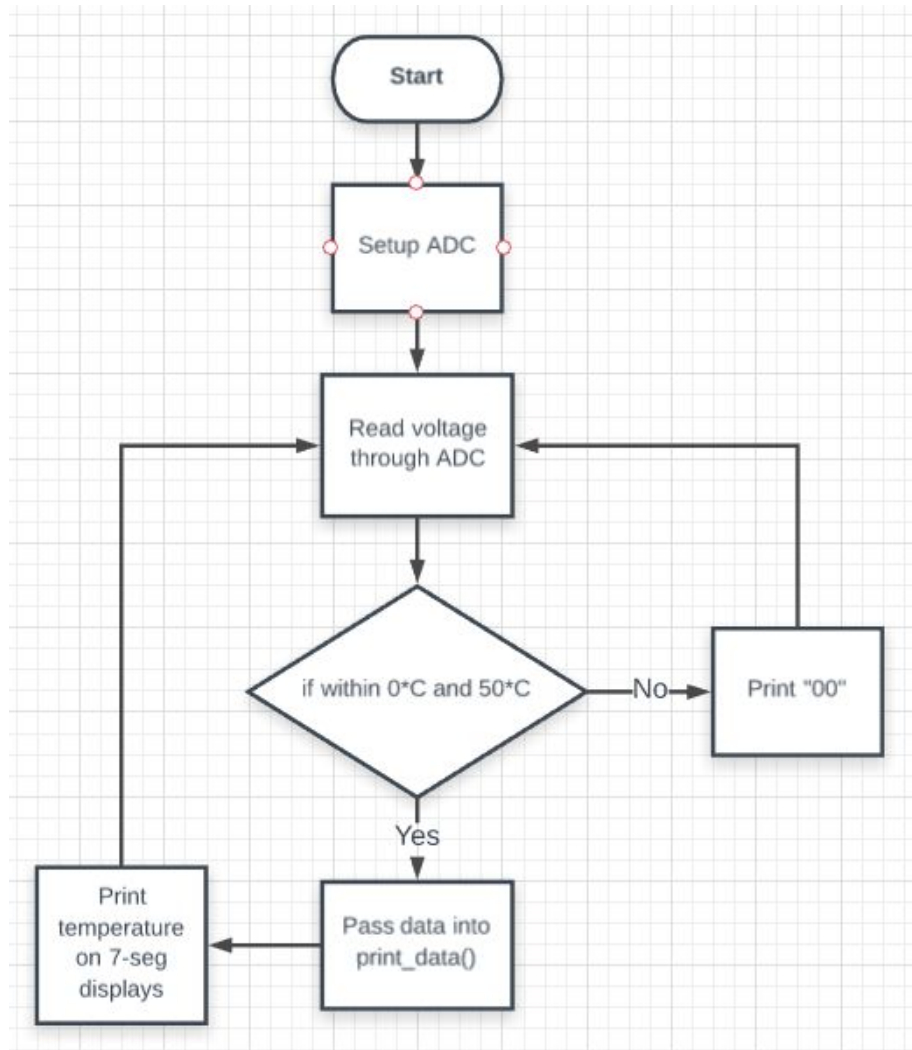 Start
Setup ADC
Read voltage
through ADC
if within 0*C and 50*C
No
Print "00"
Yes
Pass data into
print_data()
Print
temperature
on 7-seg
displays